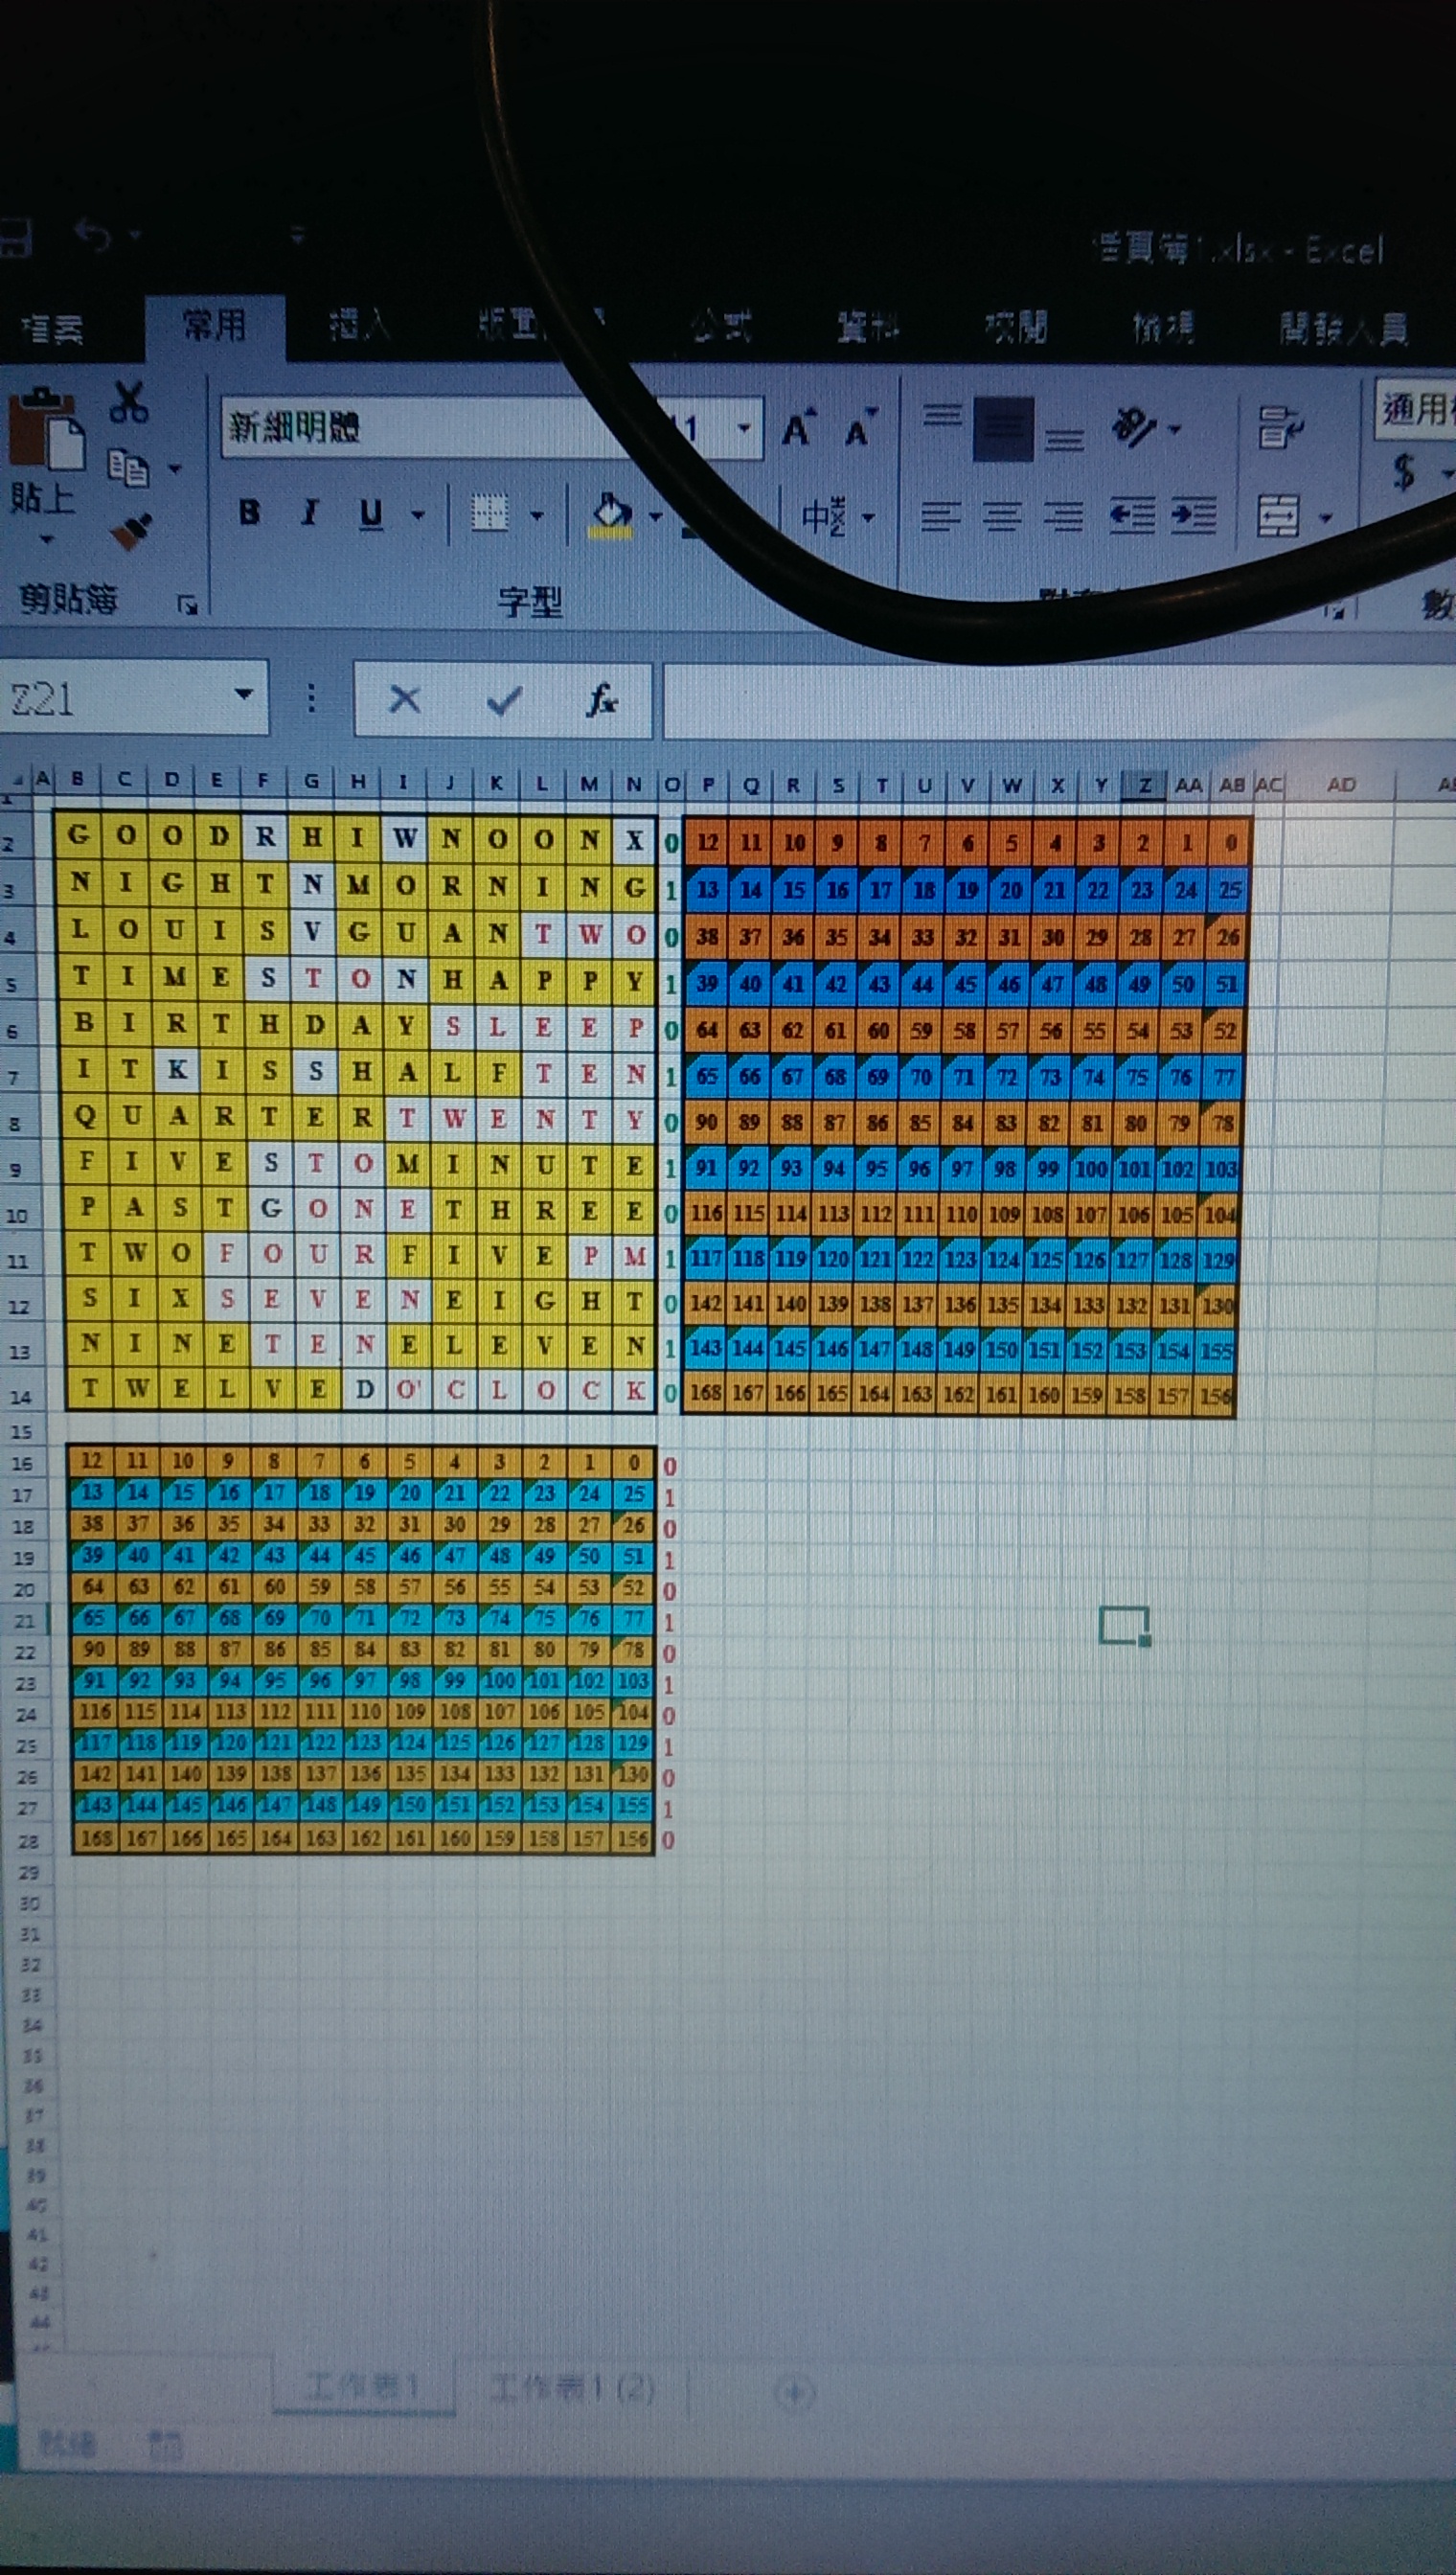 .xlsx - Excel
檔案 常用 插入 公式 資料 校閱 檢視 開發人員
新細明體 11 A A 通用
貼上 B I U 中 $
剪貼簿 字型 數
Z21 fx
A B C D E F G H I J K L M N O P Q R S T U V W X Y Z AA AB AC AD
1
2 G O O D R H I W N O O N X 0 12 11 10 9 8 7 6 5 4 3 2 1 0
3 N I G H T N M O R N I N G 1 13 14 15 16 17 18 19 20 21 22 23 24 25
4 L O U I S V G U A N T W O 0 38 37 36 35 34 33 32 31 30 29 28 27 26
5 T I M E S T O N H A P P Y 1 39 40 41 42 43 44 45 46 47 48 49 50 51
6 B I R T H D A Y S L E E P 0 64 63 62 61 60 59 58 57 56 55 54 53 52
7 I T K I S S H A L F T E N 1 65 66 67 68 69 70 71 72 73 74 75 76 77
8 Q U A R T E R T W E N T Y 0 90 89 88 87 86 85 84 83 82 81 80 79 78
9 F I V E S T O M I N U T E 1 91 92 93 94 95 96 97 98 99 100 101 102 103
10 P A S T G O N E T H R E E 0 116 115 114 113 112 111 110 109 108 107 106 105 104
11 T W O F O U R F I V E P M 1 117 118 119 120 121 122 123 124 125 126 127 128 129
12 S I X S E V E N E I G H T 0 142 141 140 139 138 137 136 135 134 133 132 131 130
13 N I N E T E N E L E V E N 1 143 144 145 146 147 148 149 150 151 152 153 154 155
14 T W E L V E D O' C L O C K 0 168 167 166 165 164 163 162 161 160 159 158 157 156
15
16 12 11 10 9 8 7 6 5 4 3 2 1 0 0
17 13 14 15 16 17 18 19 20 21 22 23 24 25 1
18 38 37 36 35 34 33 32 31 30 29 28 27 26 0
19 39 40 41 42 43 44 45 46 47 48 49 50 51 1
20 64 63 62 61 60 59 58 57 56 55 54 53 52 0
21 65 66 67 68 69 70 71 72 73 74 75 76 77 1
22 90 89 88 87 86 85 84 83 82 81 80 79 78 0
23 91 92 93 94 95 96 97 98 99 100 101 102 103 1
24 116 115 114 113 112 111 110 109 108 107 106 105 104 0
25 117 118 119 120 121 122 123 124 125 126 127 128 129 1
26 142 141 140 139 138 137 136 135 134 133 132 131 130 0
27 143 144 145 146 147 148 149 150 151 152 153 154 155 1
28 168 167 166 165 164 163 162 161 160 159 158 157 156 0
29
30
31
32
33
34
35
36
37
38
39
40
41
42
43
44
工作表1 工作表1 (2)
就緒